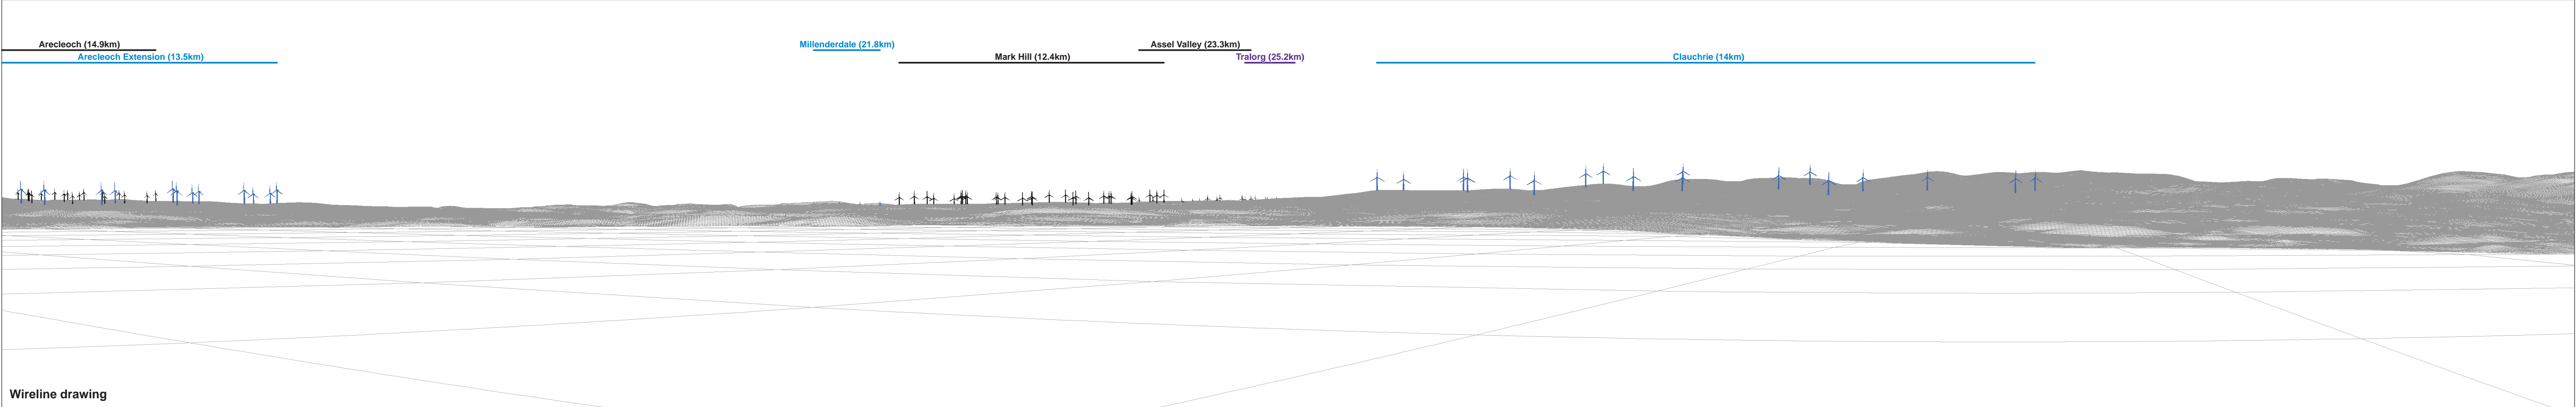 Arecleoch (14.9km)
Millenderdale (21.8km)
Assel Valley (23.3km)
Arecleoch Extension (13.5km)
Mark Hill (12.4km)
Tralorg (25.2km)
Clauchrie (14km)
Wireline drawing